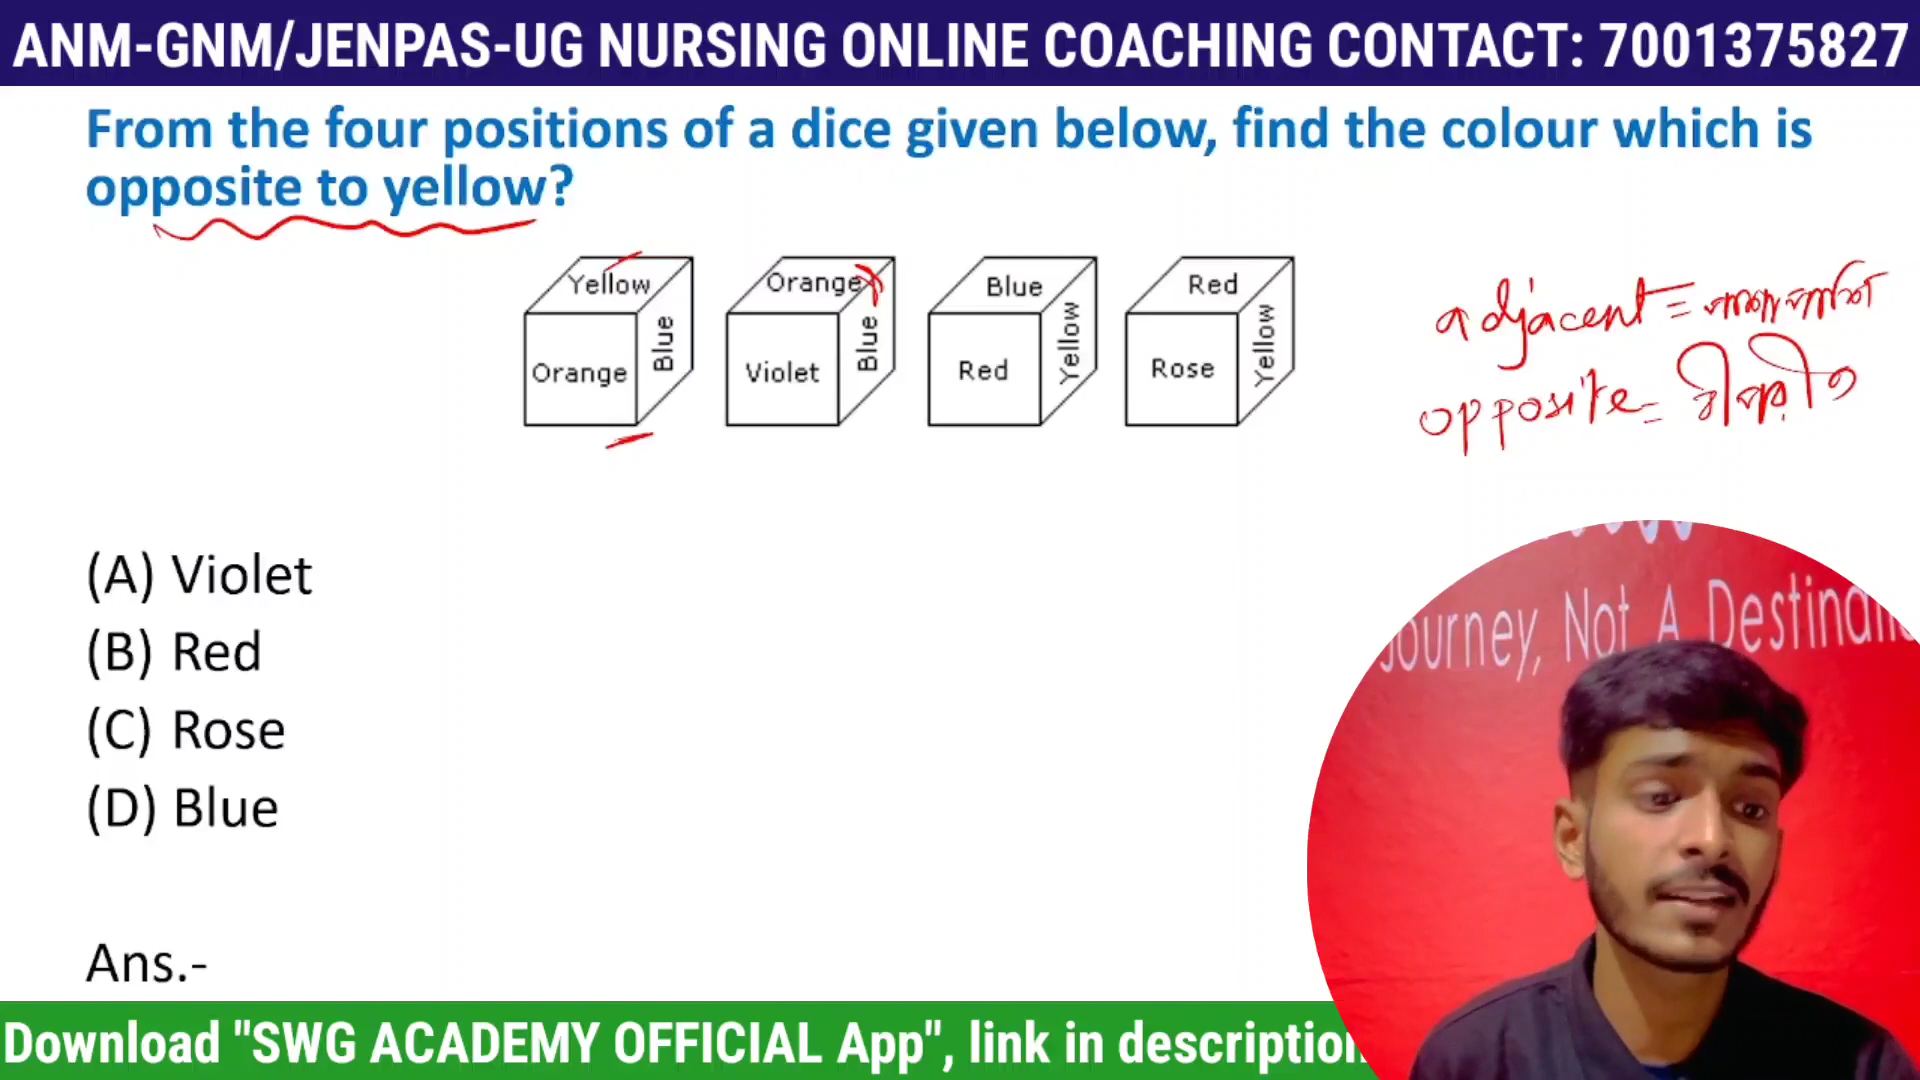 ANM-GNM/JENPAS-UG NURSING ONLINE COACHING CONTACT: 7001375827
From the four positions of a dice given below, find the colour which is
opposite to yellow?
Yellow
Orange
Blue
Orange
Violet
Blue
Blue
Red
Yellow
Red
Rose
Yellow
adjacent =
opposite = বিপরীত
(A) Violet
(B) Red
(C) Rose
(D) Blue
Ans.-
Journey, Not A
Download "SWG ACADEMY OFFICIAL App", link in description